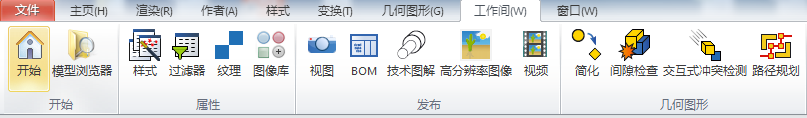 文件 主页(H) 渲染(R) 作者(A) 样式 变换(T) 几何图形(G) 工作间(W) 窗口(W)
开始 模型浏览器 样式 过滤器 纹理 图像库 视图 BOM 技术图解 高分辨率图像 视频 简化 间隙检查 交互式冲突检测 路径规划
开始 属性 发布 几何图形